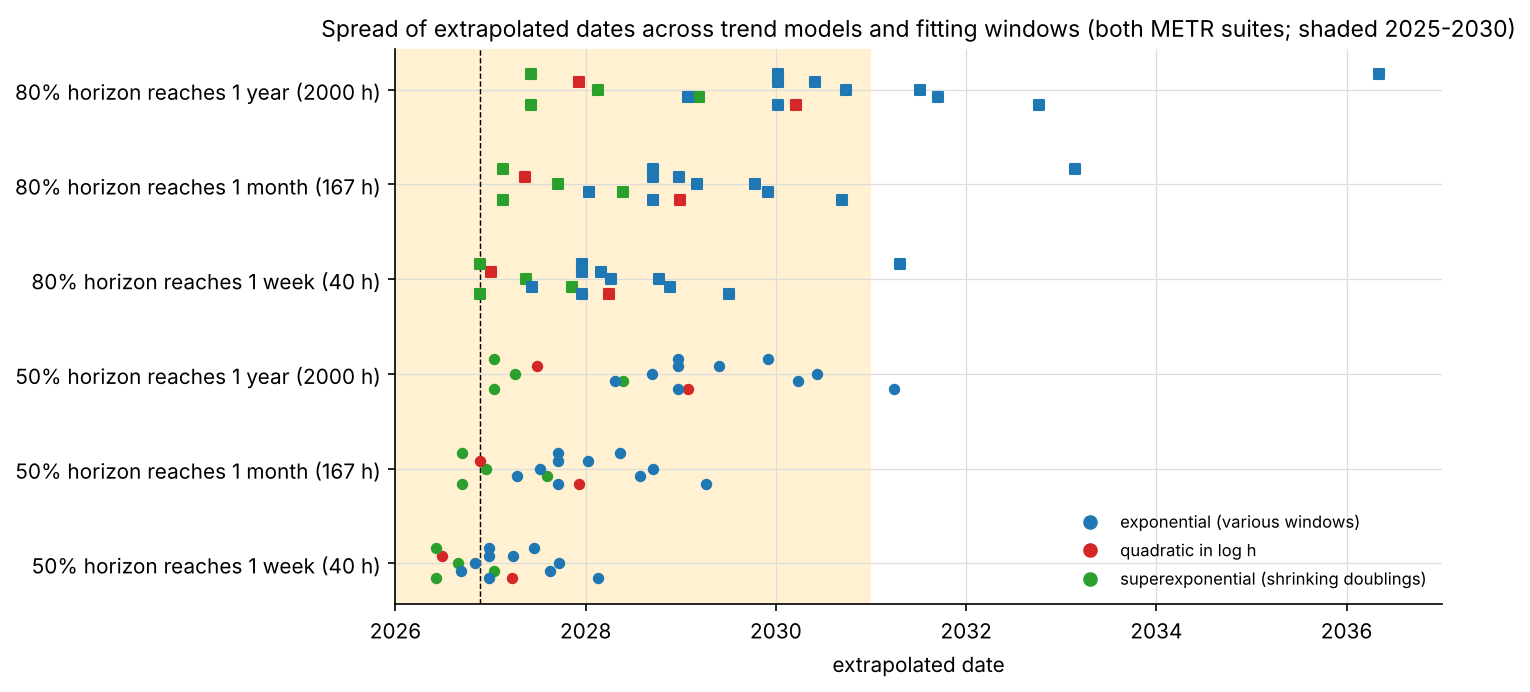 Spread of extrapolated dates across trend models and fitting windows (both METR suites; shaded 2025-2030)
80% horizon reaches 1 year (2000 h)
80% horizon reaches 1 month (167 h)
80% horizon reaches 1 week (40 h)
50% horizon reaches 1 year (2000 h)
50% horizon reaches 1 month (167 h)
50% horizon reaches 1 week (40 h)
exponential (various windows)
quadratic in log h
superexponential (shrinking doublings)
2026 2028 2030 2032 2034 2036
extrapolated date